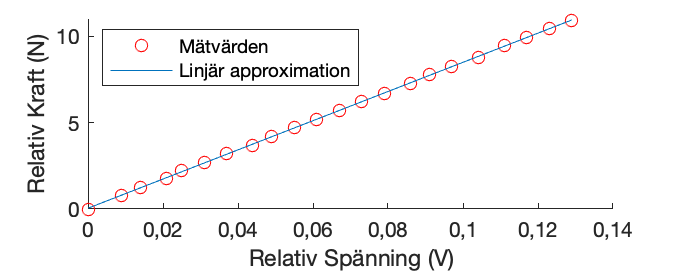 Relativ Kraft (N)
10
5
0
Mätvärden
Linjär approximation
0 0,02 0,04 0,06 0,08 0,1 0,12 0,14
Relativ Spänning (V)